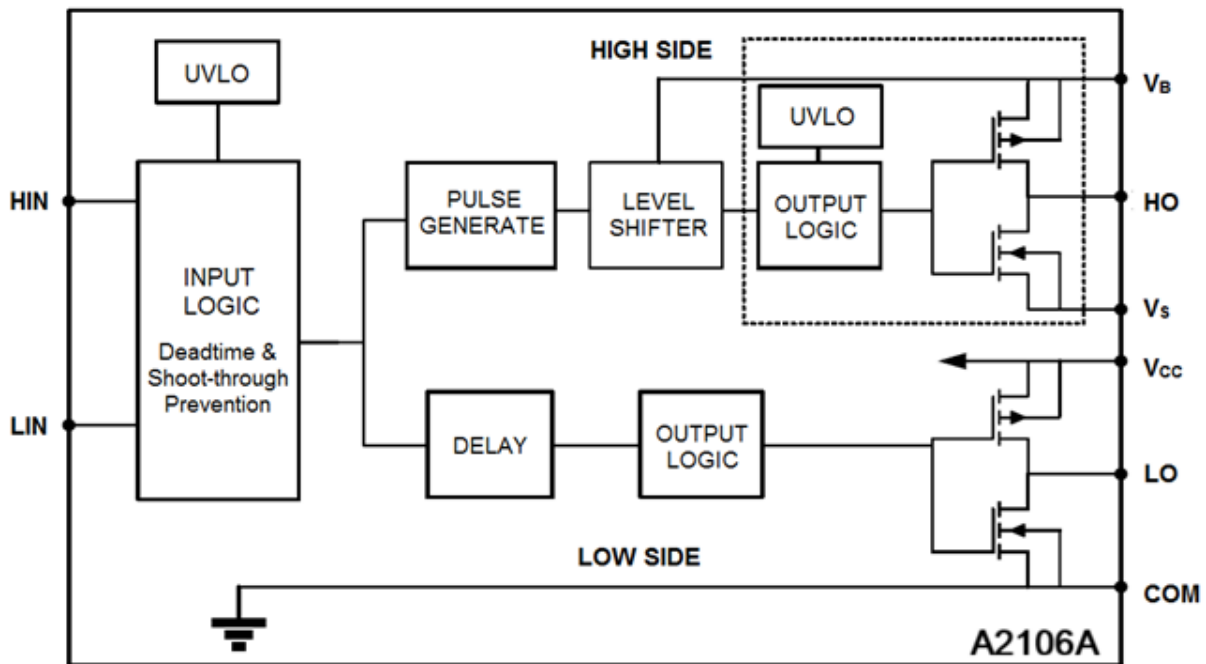 HIGH SIDE
UVLO
VB
UVLO
HIN
PULSE
GENERATE
LEVEL
SHIFTER
OUTPUT
LOGIC
HO
INPUT
LOGIC
Deadtime &
Shoot-through
Prevention
VS
VCC
LIN
DELAY
OUTPUT
LOGIC
LO
LOW SIDE
COM
A2106A